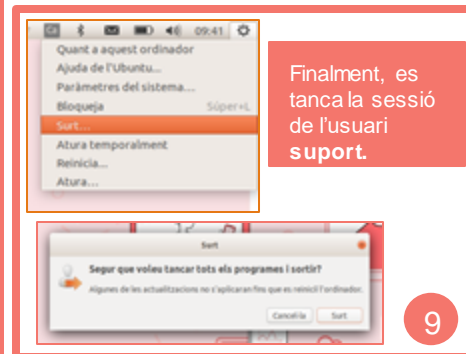 Ca 09:41
Quant a aquest ordinador
Ajuda de l'Ubuntu...
Paràmetres del sistema...
Bloqueja Súper+L
Surt...
Atura temporalment
Reinicia...
Atura...
Finalment, es
tanca la sessió
de l'usuari
suport.
Surt
Segur que voleu tancar tots els programes i sortir?
Algunes de les actualitzacions no s'aplicaran fins que es reiniciï l'ordinador.
Cancel·la Surt
9